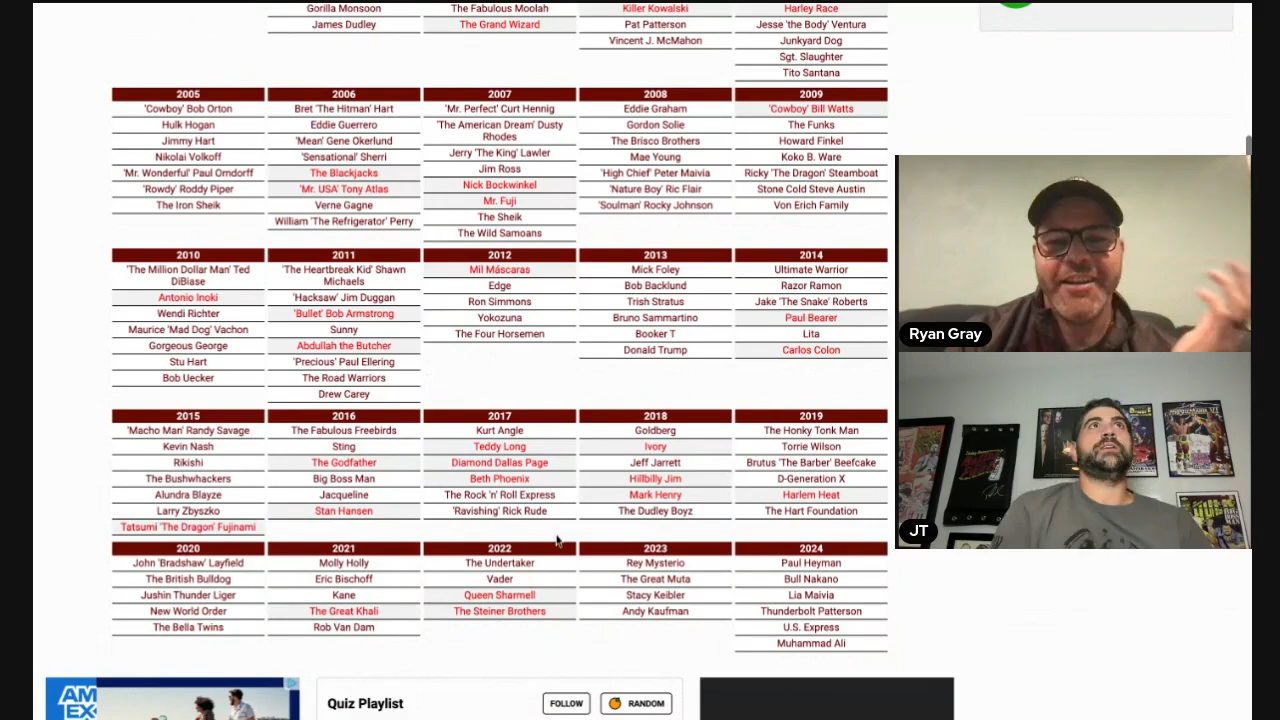 Gorilla Monsoon
James Dudley
The Fabulous Moolah
The Grand Wizard
Killer Kowalski
Pat Patterson
Vincent J. McMahon
Harley Race
Jesse 'the Body' Ventura
Junkyard Dog
Sgt. Slaughter
Tito Santana
2005
'Cowboy' Bob Orton
Hulk Hogan
Jimmy Hart
Nikolai Volkoff
'Mr. Wonderful' Paul Orndorff
'Rowdy' Roddy Piper
The Iron Sheik
2006
Bret 'The Hitman' Hart
Eddie Guerrero
'Mean' Gene Okerlund
'Sensational' Sherri
The Blackjacks
'Mr. USA' Tony Atlas
Verne Gagne
William 'The Refrigerator' Perry
2007
'Mr. Perfect' Curt Hennig
'The American Dream' Dusty
Rhodes
Jerry 'The King' Lawler
Jim Ross
Nick Bockwinkel
Mr. Fuji
The Sheik
The Wild Samoans
2008
Eddie Graham
Gordon Solie
The Brisco Brothers
Mae Young
'High Chief' Peter Maivia
'Nature Boy' Ric Flair
'Soulman' Rocky Johnson
2009
'Cowboy' Bill Watts
The Funks
Howard Finkel
Koko B. Ware
Ricky 'The Dragon' Steamboat
Stone Cold Steve Austin
Von Erich Family
2010
'The Million Dollar Man' Ted
DiBiase
Antonio Inoki
Wendi Richter
Maurice 'Mad Dog' Vachon
Gorgeous George
Stu Hart
Bob Uecker
2011
'The Heartbreak Kid' Shawn
Michaels
'Hacksaw' Jim Duggan
'Bullet' Bob Armstrong
Sunny
Abdullah the Butcher
'Precious' Paul Ellering
The Road Warriors
Drew Carey
2012
Mil Máscaras
Edge
Ron Simmons
Yokozuna
The Four Horsemen
2013
Mick Foley
Bob Backlund
Trish Stratus
Bruno Sammartino
Booker T
Donald Trump
2014
Ultimate Warrior
Razor Ramon
Jake 'The Snake' Roberts
Paul Bearer
Lita
Carlos Colon
2015
'Macho Man' Randy Savage
Kevin Nash
Rikishi
The Bushwhackers
Alundra Blayze
Larry Zbyszko
Tatsumi 'The Dragon' Fujinami
2016
The Fabulous Freebirds
Sting
The Godfather
Big Boss Man
Jacqueline
Stan Hansen
2017
Kurt Angle
Teddy Long
Diamond Dallas Page
Beth Phoenix
The Rock 'n' Roll Express
'Ravishing' Rick Rude
2018
Goldberg
Ivory
Jeff Jarrett
Hillbilly Jim
Mark Henry
The Dudley Boyz
2019
The Honky Tonk Man
Torrie Wilson
Brutus 'The Barber' Beefcake
D-Generation X
Harlem Heat
The Hart Foundation
2020
John 'Bradshaw' Layfield
The British Bulldog
Jushin Thunder Liger
New World Order
The Bella Twins
2021
Molly Holly
Eric Bischoff
Kane
The Great Khali
Rob Van Dam
2022
The Undertaker
Vader
Queen Sharmell
The Steiner Brothers
2023
Rey Mysterio
The Great Muta
Stacy Keibler
Andy Kaufman
2024
Paul Heyman
Bull Nakano
Lia Maivia
Thunderbolt Patterson
U.S. Express
Muhammad Ali
Ryan Gray
JT
AM
EX
Quiz Playlist
FOLLOW
RANDOM